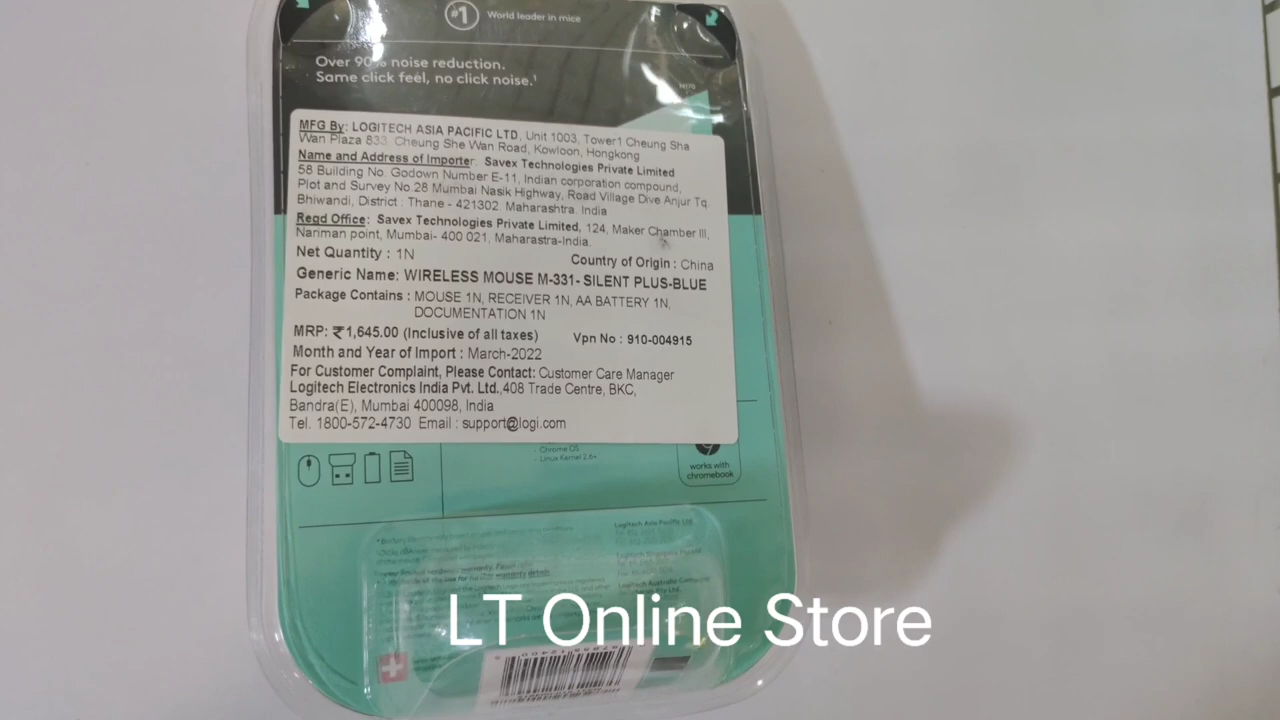 #1 World leader in mice
Over 90% noise reduction.
Same click feel, no click noise.¹
MFG By: LOGITECH ASIA PACIFIC LTD, Unit 1003, Tower1 Cheung Sha
Wan Plaza 833 Cheung She Wan Road, Kowloon, Hongkong
Name and Address of Importer: Savex Technologies Private Limited
58 Building No. Godown Number E-11, Indian corporation compound,
Plot and Survey No.28 Mumbai Nasik Highway, Road Village Dive Anjur Tq.
Bhiwandi, District : Thane - 421302. Maharashtra. India
Regd Office: Savex Technologies Private Limited, 124, Maker Chamber III,
Nariman point, Mumbai- 400 021, Maharastra-India.
Net Quantity : 1N
Country of Origin : China
Generic Name: WIRELESS MOUSE M-331- SILENT PLUS-BLUE
Package Contains : MOUSE 1N, RECEIVER 1N, AA BATTERY 1N,
DOCUMENTATION 1N
MRP: ₹1,645.00 (Inclusive of all taxes)
Vpn No : 910-004915
Month and Year of Import : March-2022
For Customer Complaint, Please Contact: Customer Care Manager
Logitech Electronics India Pvt. Ltd.,408 Trade Centre, BKC,
Bandra(E), Mumbai 400098, India
Tel. 1800-572-4730 Email : support@logi.com
- Chrome OS
- Linux Kernel 2.6+
works with
chromebook
Logitech Asia Pacific Ltd
LT Online Store